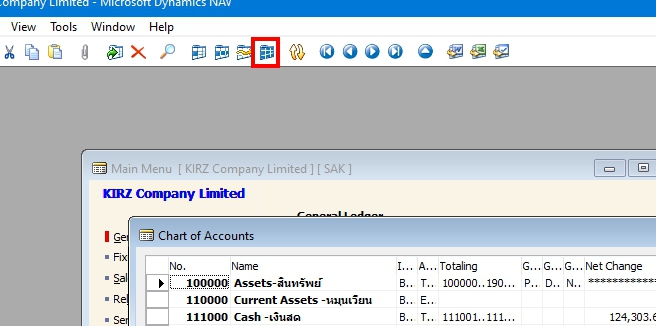 Company Limited - Microsoft Dynamics NAV
View Tools Window Help
Main Menu [ KIRZ Company Limited ] [ SAK ]
KIRZ Company Limited
General Ledger
Chart of Accounts
Ge
Fix
Sal
Rel
Ser
No. Name I... A... Totaling G... D... G... Net Change
100000 Assets-สินทรัพย์ B... T... 100000..190... P... D... N... ************
110000 Current Assets -หมุนเวียน B... E...
111000 Cash -เงินสด B... T... 111001..111... 124,303.6